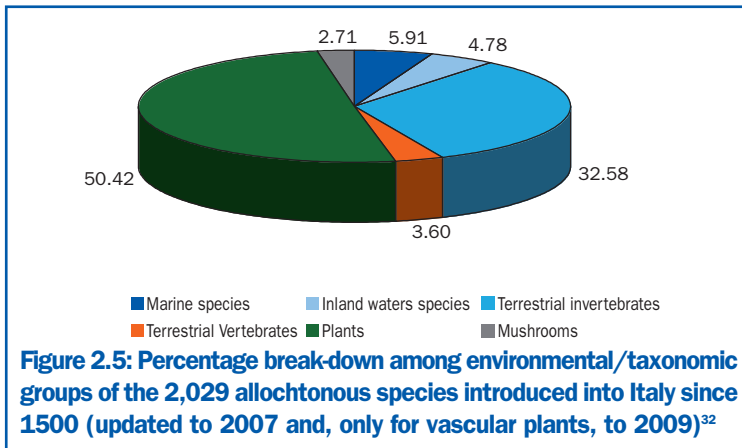 2.71
5.91
4.78
50.42
32.58
3.60
Marine species Inland waters species Terrestrial invertebrates
Terrestrial Vertebrates Plants Mushrooms
Figure 2.5: Percentage break-down among environmental/taxonomic
groups of the 2,029 allochtonous species introduced into Italy since
1500 (updated to 2007 and, only for vascular plants, to 2009)³²